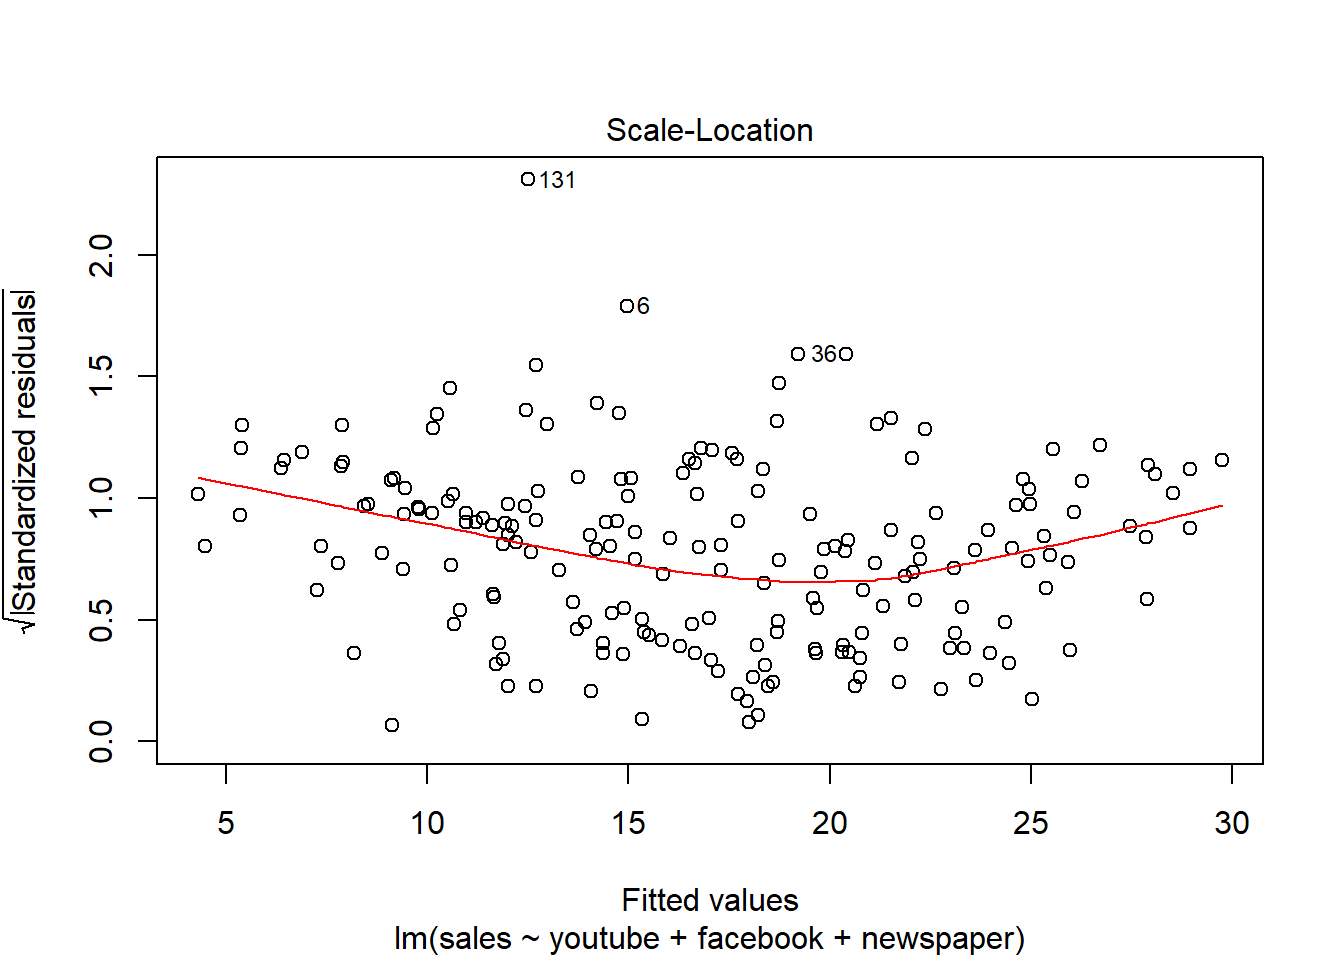 Scale-Location
131
6
36
√|Standardized residuals|
0.0 0.5 1.0 1.5 2.0
5 10 15 20 25 30
Fitted values
lm(sales ~ youtube + facebook + newspaper)